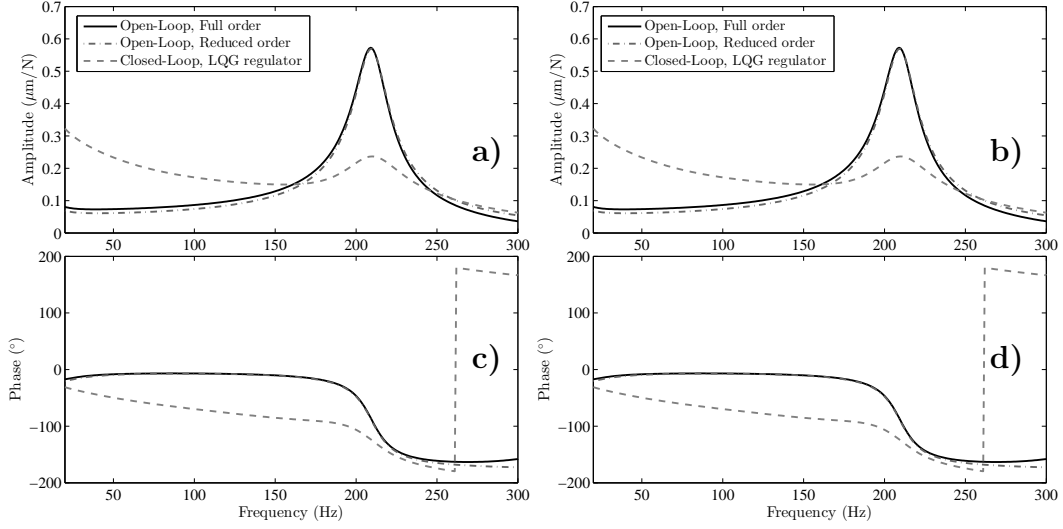 0.7
0.6
0.5
0.4
0.3
0.2
0.1
0
Amplitude (μm/N)
Open-Loop, Full order
Open-Loop, Reduced order
Closed-Loop, LQG regulator
a)
50 100 150 200 250 300
0.7
0.6
0.5
0.4
0.3
0.2
0.1
0
Amplitude (μm/N)
Open-Loop, Full order
Open-Loop, Reduced order
Closed-Loop, LQG regulator
b)
50 100 150 200 250 300
200
100
0
−100
−200
Phase (°)
c)
50 100 150 200 250 300
Frequency (Hz)
200
100
0
−100
−200
Phase (°)
d)
50 100 150 200 250 300
Frequency (Hz)